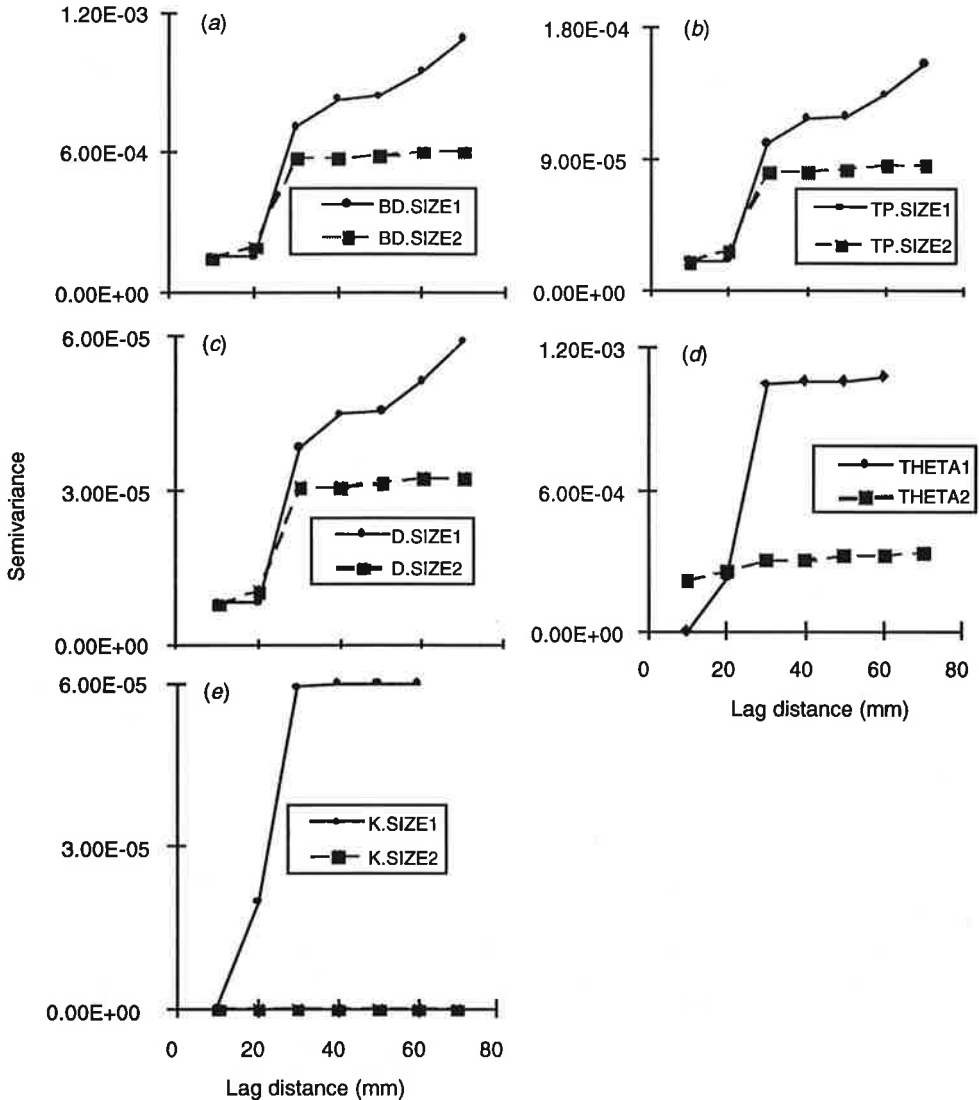 (a)
1.20E-03
6.00E-04
0.00E+00
BD.SIZE1
BD.SIZE2
(b)
1.80E-04
9.00E-05
0.00E+00
TP.SIZE1
TP.SIZE2
(c)
6.00E-05
3.00E-05
0.00E+00
D.SIZE1
D.SIZE2
Semivariance
(d)
1.20E-03
6.00E-04
0.00E+00
THETA1
THETA2
0 20 40 60 80
Lag distance (mm)
(e)
6.00E-05
3.00E-05
0.00E+00
K.SIZE1
K.SIZE2
0 20 40 60 80
Lag distance (mm)